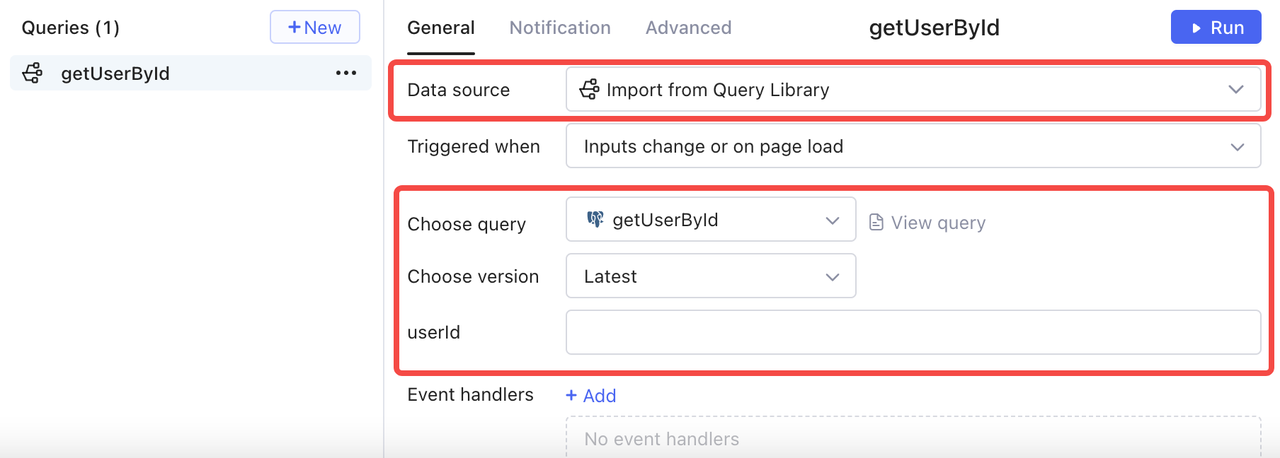 Queries (1)
+New
getUserById
General
Notification
Advanced
getUserById
Run
Data source
Import from Query Library
Triggered when
Inputs change or on page load
Choose query
getUserById
View query
Choose version
Latest
userId
Event handlers
+ Add
No event handlers